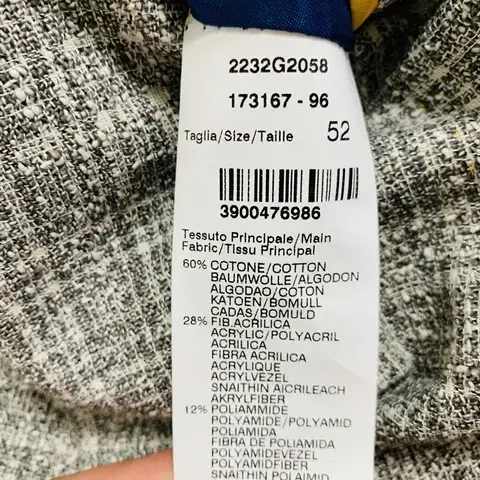 2232G2058
173167 - 96
Taglia/Size/Taille 52
3900476986
Tessuto Principale/Main
Fabric/Tissu Principal
60% COTONE/COTTON
BAUMWOLLE/ALGODON
ALGODAO/COTON
KATOEN/BOMULL
CADAS/BOMULD
28% FIB.ACRILICA
ACRYLIC/POLYACRIL
ACRILICA
FIBRA ACRILICA
ACRYLIQUE
ACRYLVEZEL
SNAITHIN AICRILEACH
AKRYLFIBER
12% POLIAMMIDE
POLYAMIDE/POLYAMID
POLIAMIDA
FIBRA DE POLIAMIDA
POLYAMIDEVEZEL
POLYAMIDFIBER
SNAITHIN POLAIMID